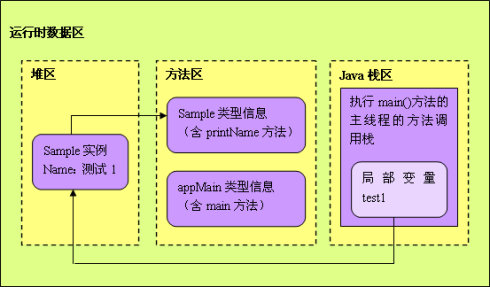 运行时数据区
堆区
Sample 实例
Name：测试 1
方法区
Sample 类型信息
（含 printName 方法）
appMain 类型信息
（含 main 方法）
Java 栈区
执行 main()方法的
主线程的方法调
用栈
局部变量
test1